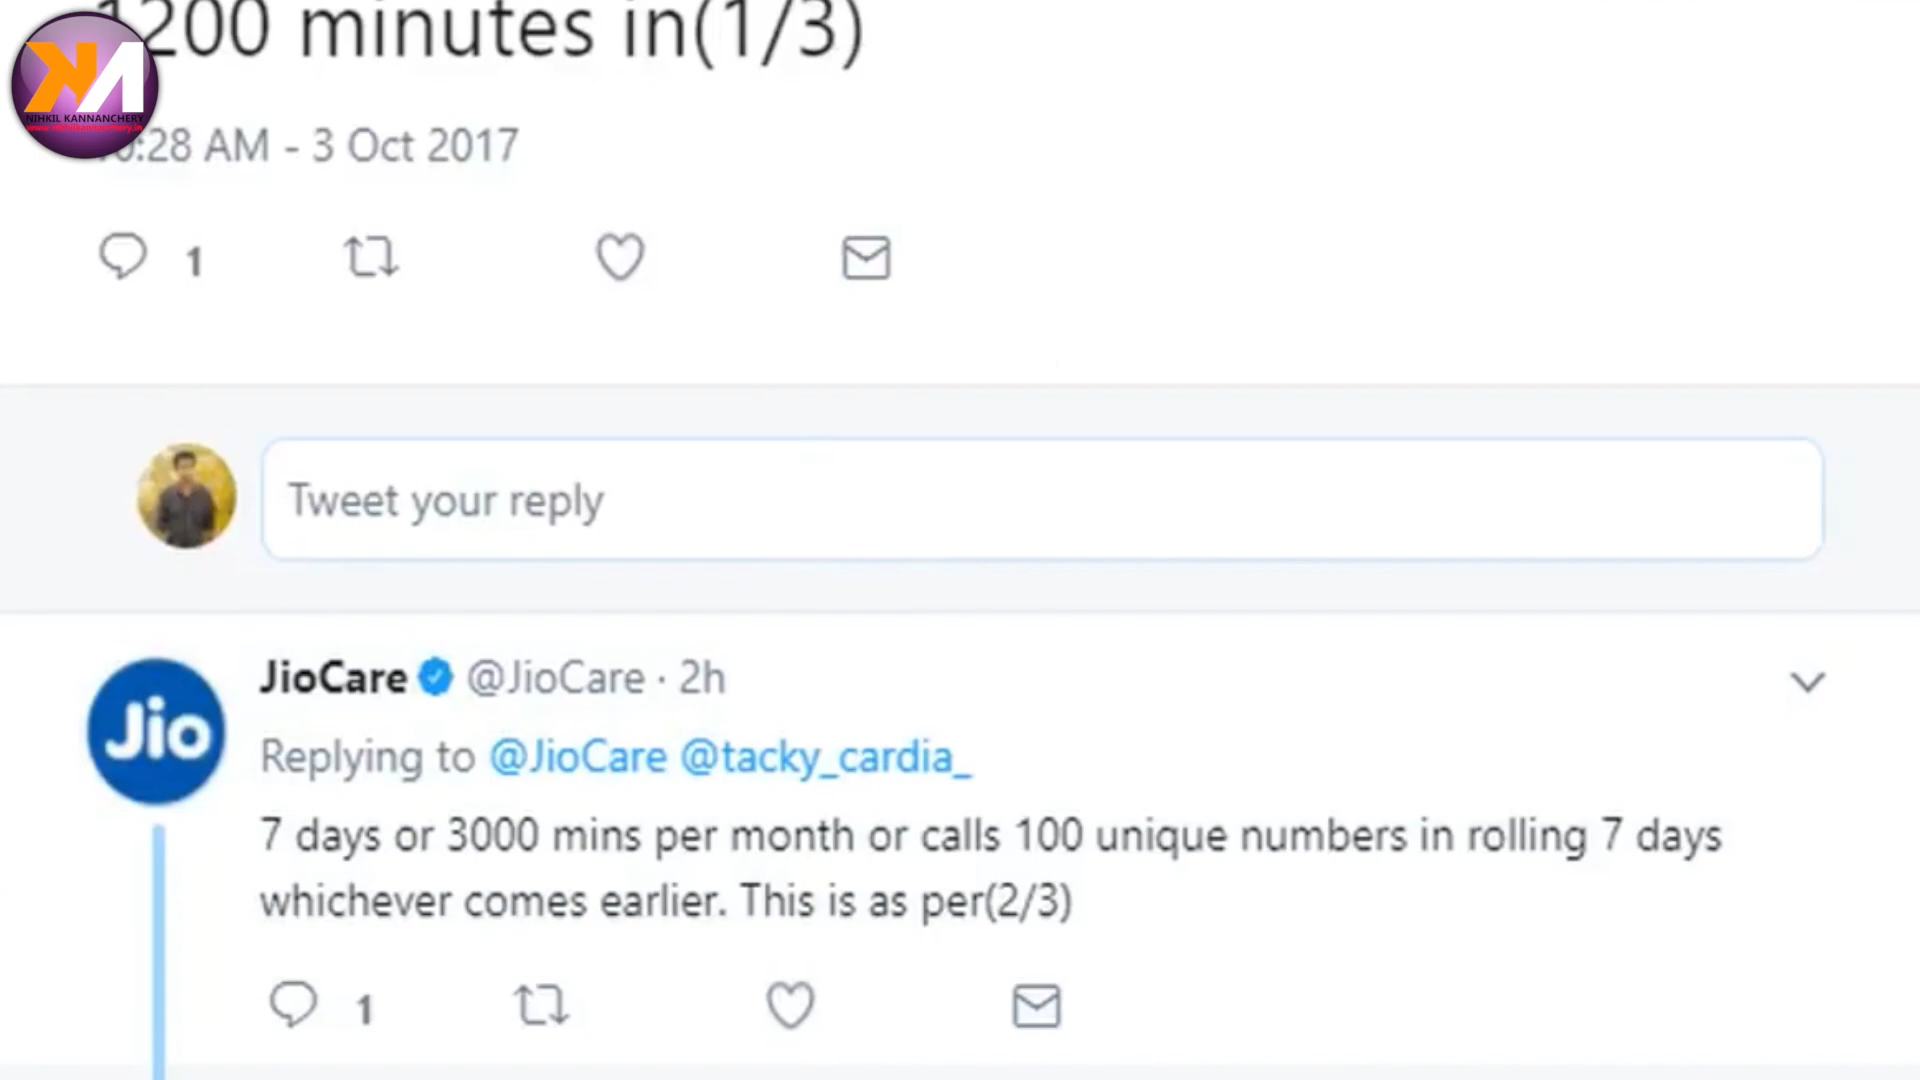 1200 minutes in(1/3)
NIHKIL KANNANCHERY
:28 AM - 3 Oct 2017
1
Tweet your reply
Jio
JioCare @JioCare · 2h
Replying to @JioCare @tacky_cardia_
7 days or 3000 mins per month or calls 100 unique numbers in rolling 7 days
whichever comes earlier. This is as per(2/3)
1